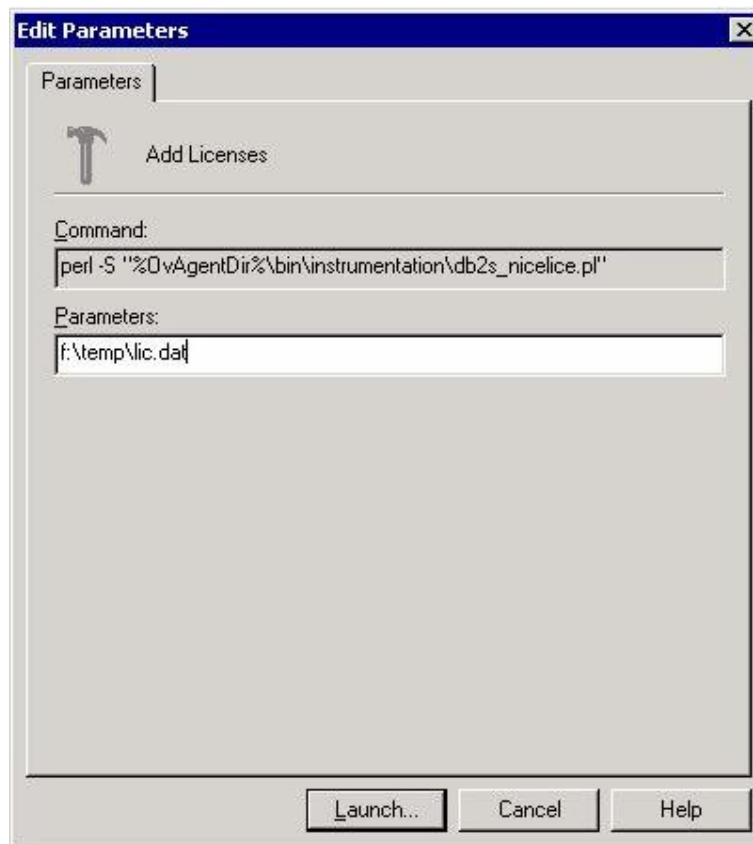 Edit Parameters
Parameters
Add Licenses
Command:
perl -S "%OvAgentDir%\bin\instrumentation\db2s_nicelice.pl"
Parameters:
f:\temp\lic.dat
Launch... Cancel Help